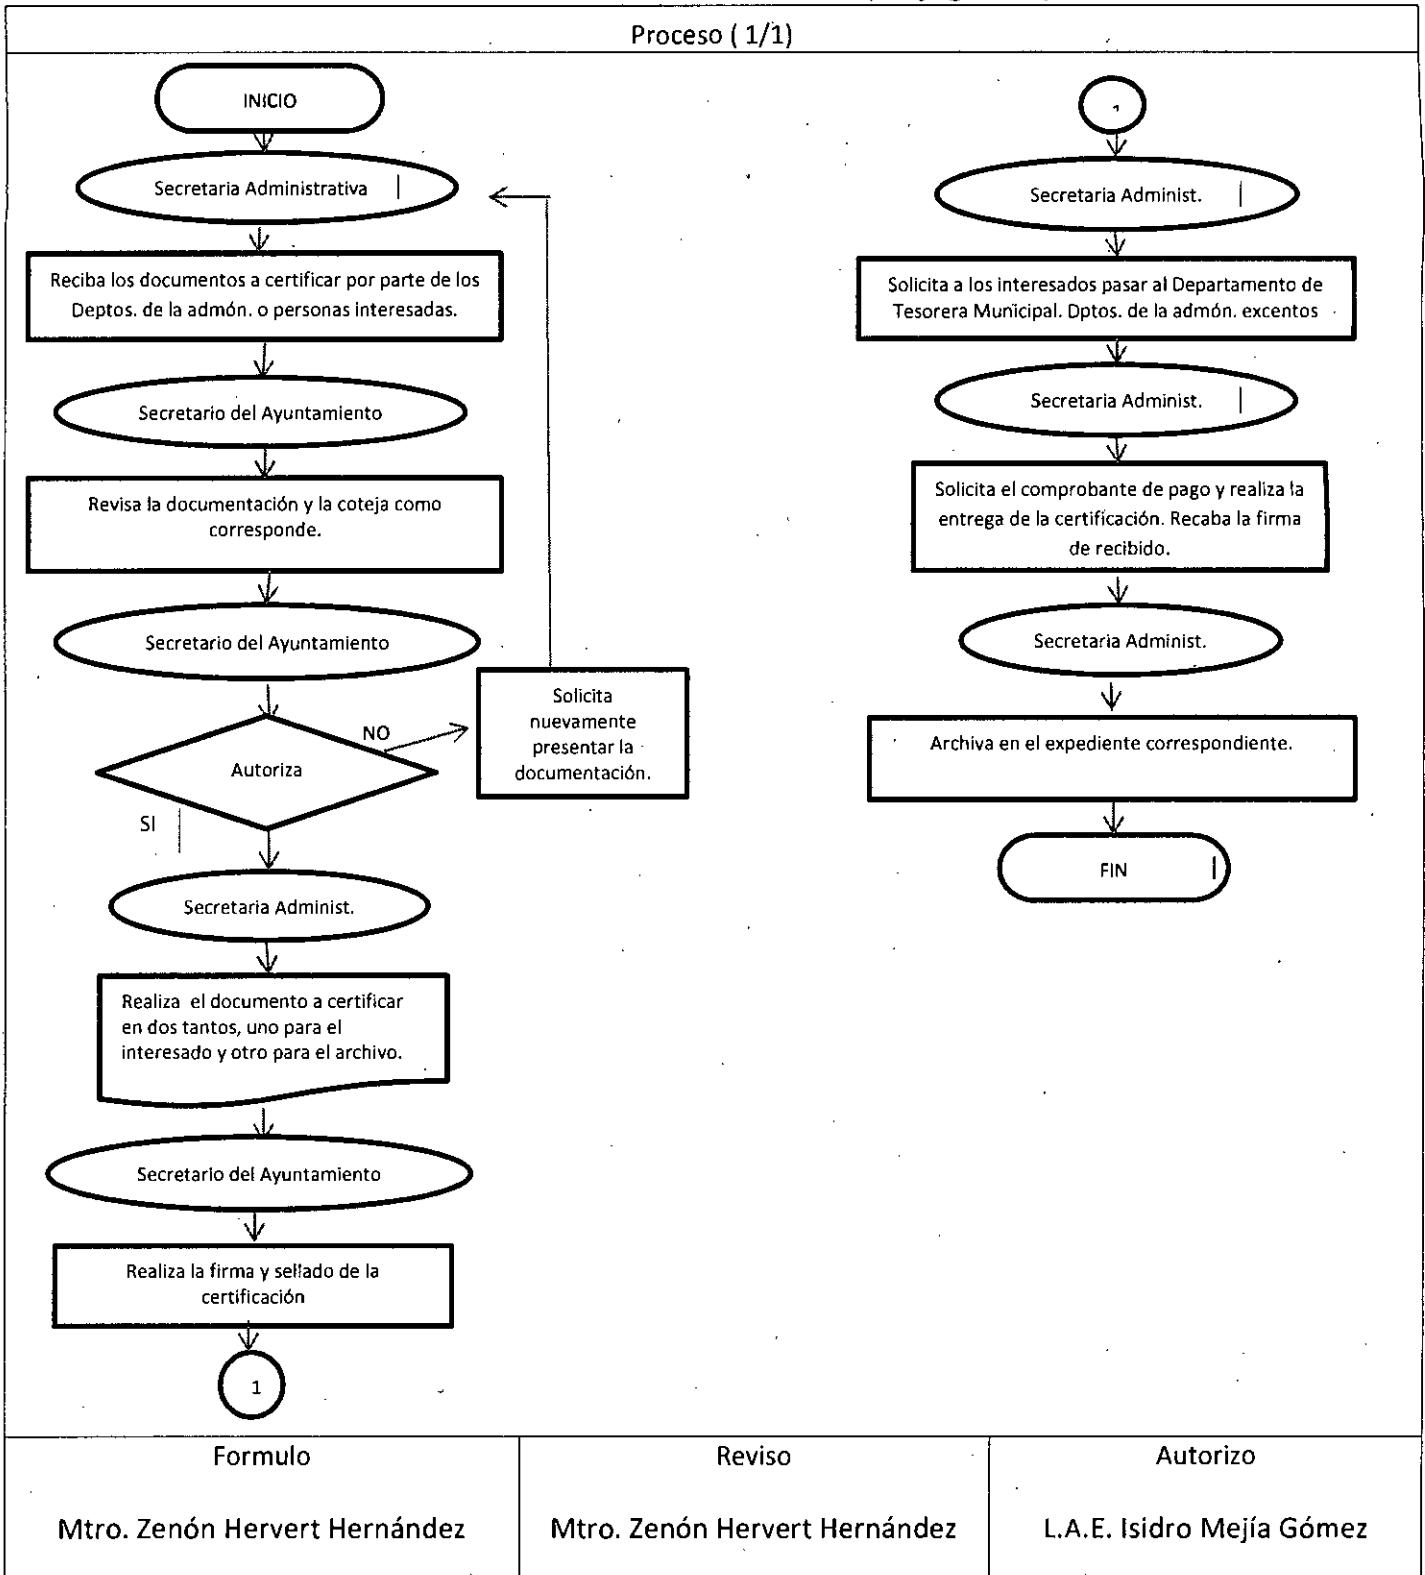 Proceso ( 1/1)
INICIO
Secretaria Administrativa
Reciba los documentos a certificar por parte de los
Deptos. de la admón. o personas interesadas.
Secretario del Ayuntamiento
Revisa la documentación y la coteja como
corresponde.
Secretario del Ayuntamiento
Autoriza
NO
Solicita
nuevamente
presentar la
documentación.
SI
Secretaria Administ.
Realiza el documento a certificar
en dos tantos, uno para el
interesado y otro para el archivo.
Secretario del Ayuntamiento
Realiza la firma y sellado de la
certificación
1
Secretaria Administ.
Solicita a los interesados pasar al Departamento de
Tesorera Municipal. Dptos. de la admón. excentos
Secretaria Administ.
Solicita el comprobante de pago y realiza la
entrega de la certificación. Recaba la firma
de recibido.
Secretaria Administ.
Archiva en el expediente correspondiente.
FIN
Formulo
Mtro. Zenón Hervert Hernández
Reviso
Mtro. Zenón Hervert Hernández
Autorizo
L.A.E. Isidro Mejía Gómez